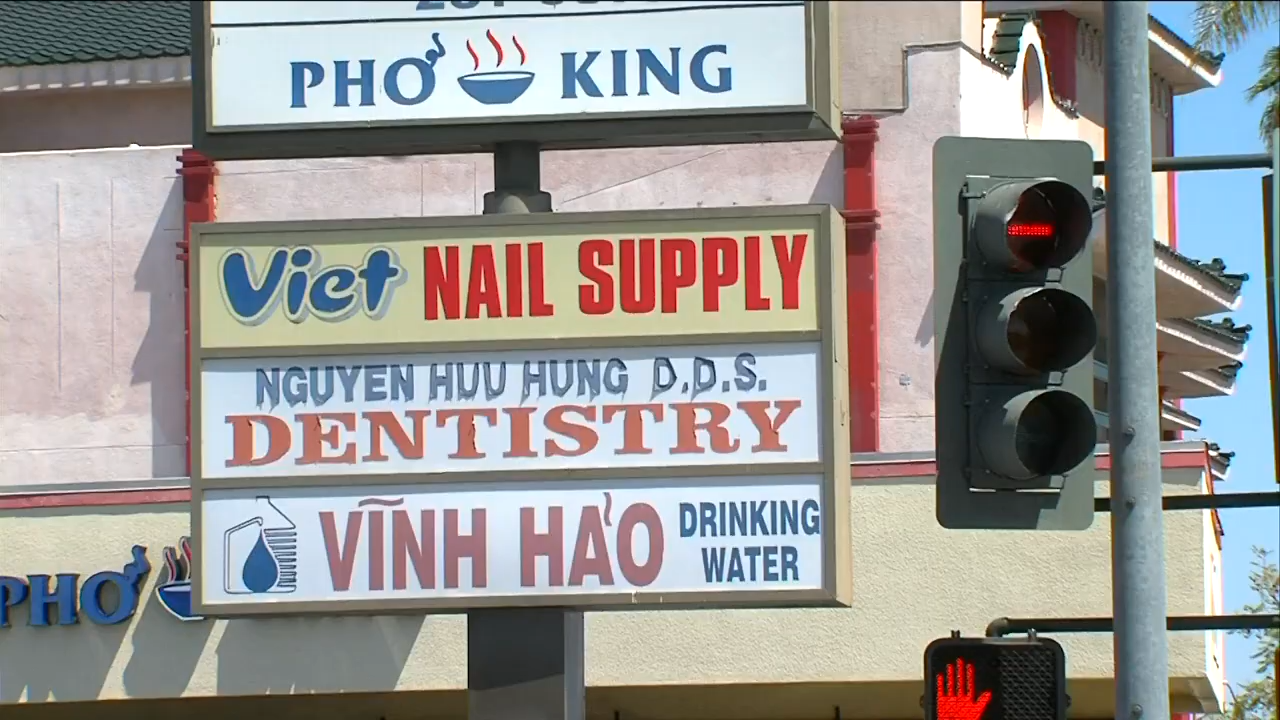 PHỞ KING
Viet NAIL SUPPLY
NGUYEN HUU HUNG D.D.S.
DENTISTRY
VĨNH HẢO DRINKING
WATER
PHỞ